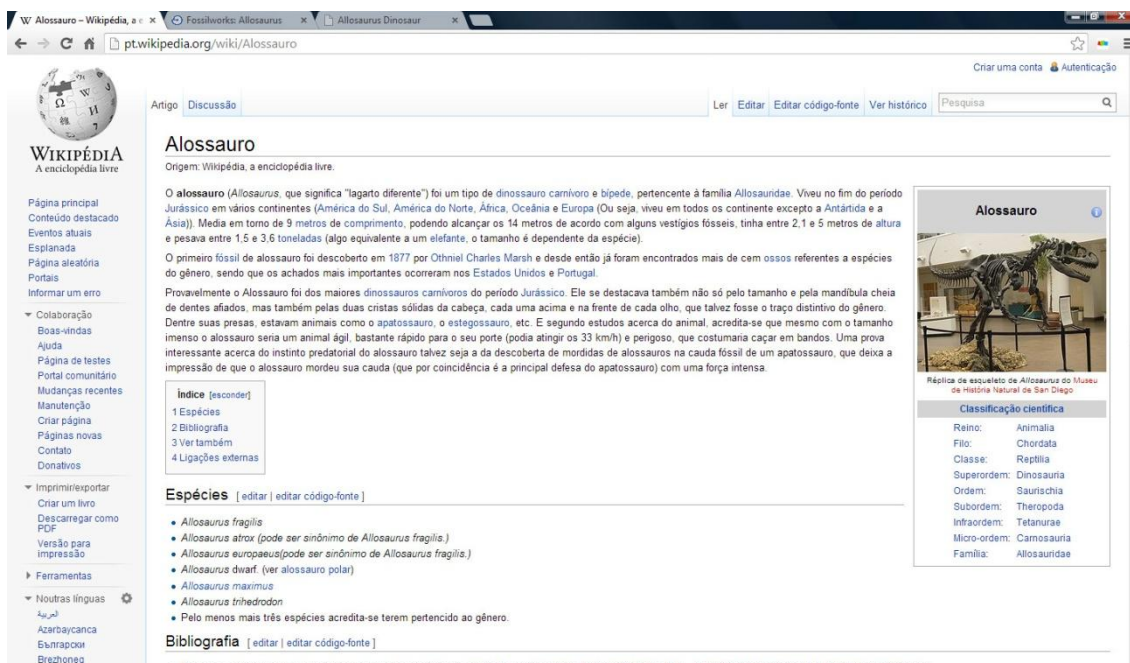 Alossauro – Wikipédia, a e
Fossilworks: Allosaurus
Allosaurus Dinosaur
pt.wikipedia.org/wiki/Alossauro
Criar uma conta Autenticação
Artigo Discussão Ler Editar Editar código-fonte Ver histórico Pesquisa
WIKIPÉDIA
A enciclopédia livre
Página principal
Conteúdo destacado
Eventos atuais
Esplanada
Página aleatória
Portais
Informar um erro
Colaboração
Boas-vindas
Ajuda
Página de testes
Portal comunitário
Mudanças recentes
Manutenção
Criar página
Páginas novas
Contato
Donativos
Imprimir/exportar
Criar um livro
Descarregar como
PDF
Versão para
impressão
Ferramentas
Noutras línguas
العربية
Azərbaycanca
Български
Brezhoneg
Alossauro
Origem: Wikipédia, a enciclopédia livre.
O alossauro (Allosaurus, que significa "lagarto diferente") foi um tipo de dinossauro carnívoro e bípede, pertencente à família Allosauridae. Viveu no fim do período
Jurássico em vários continentes (América do Sul, América do Norte, África, Oceânia e Europa (Ou seja, viveu em todos os continente excepto a Antártida e a
Ásia)). Media em torno de 9 metros de comprimento, podendo alcançar os 14 metros de acordo com alguns vestígios fósseis, tinha entre 2,1 e 5 metros de altura
e pesava entre 1,5 e 3,6 toneladas (algo equivalente a um elefante, o tamanho é dependente da espécie).
O primeiro fóssil de alossauro foi descoberto em 1877 por Othniel Charles Marsh e desde então já foram encontrados mais de cem ossos referentes a espécies
do gênero, sendo que os achados mais importantes ocorreram nos Estados Unidos e Portugal.
Provavelmente o Alossauro foi dos maiores dinossauros carnívoros do período Jurássico. Ele se destacava também não só pelo tamanho e pela mandíbula cheia
de dentes afiados, mas também pelas duas cristas sólidas da cabeça, cada uma acima e na frente de cada olho, que talvez fosse o traço distintivo do gênero.
Dentre suas presas, estavam animais como o apatossauro, o estegossauro, etc. E segundo estudos acerca do animal, acredita-se que mesmo com o tamanho
imenso o alossauro seria um animal ágil, bastante rápido para o seu porte (podia atingir os 33 km/h) e perigoso, que costumaria caçar em bandos. Uma prova
interessante acerca do instinto predatorial do alossauro talvez seja a da descoberta de mordidas de alossauros na cauda fóssil de um apatossauro, que deixa a
impressão de que o alossauro mordeu sua cauda (que por coincidência é a principal defesa do apatossauro) com uma força intensa.
Índice [esconder]
1 Espécies
2 Bibliografia
3 Ver também
4 Ligações externas
Espécies [ editar | editar código-fonte ]
Allosaurus fragilis
Allosaurus atrox (pode ser sinônimo de Allosaurus fragilis.)
Allosaurus europaeus(pode ser sinônimo de Allosaurus fragilis.)
Allosaurus dwarf. (ver alossauro polar)
Allosaurus maximus
Allosaurus trihedrodon
Pelo menos mais três espécies acredita-se terem pertencido ao gênero.
Bibliografia [ editar | editar código-fonte ]
Alossauro
Réplica de esqueleto de Allosaurus do Museu
de História Natural de San Diego
Classificação científica
Reino: Animalia
Filo: Chordata
Classe: Reptilia
Superordem: Dinosauria
Ordem: Saurischia
Subordem: Theropoda
Infraordem: Tetanurae
Micro-ordem: Carnosauria
Família: Allosauridae